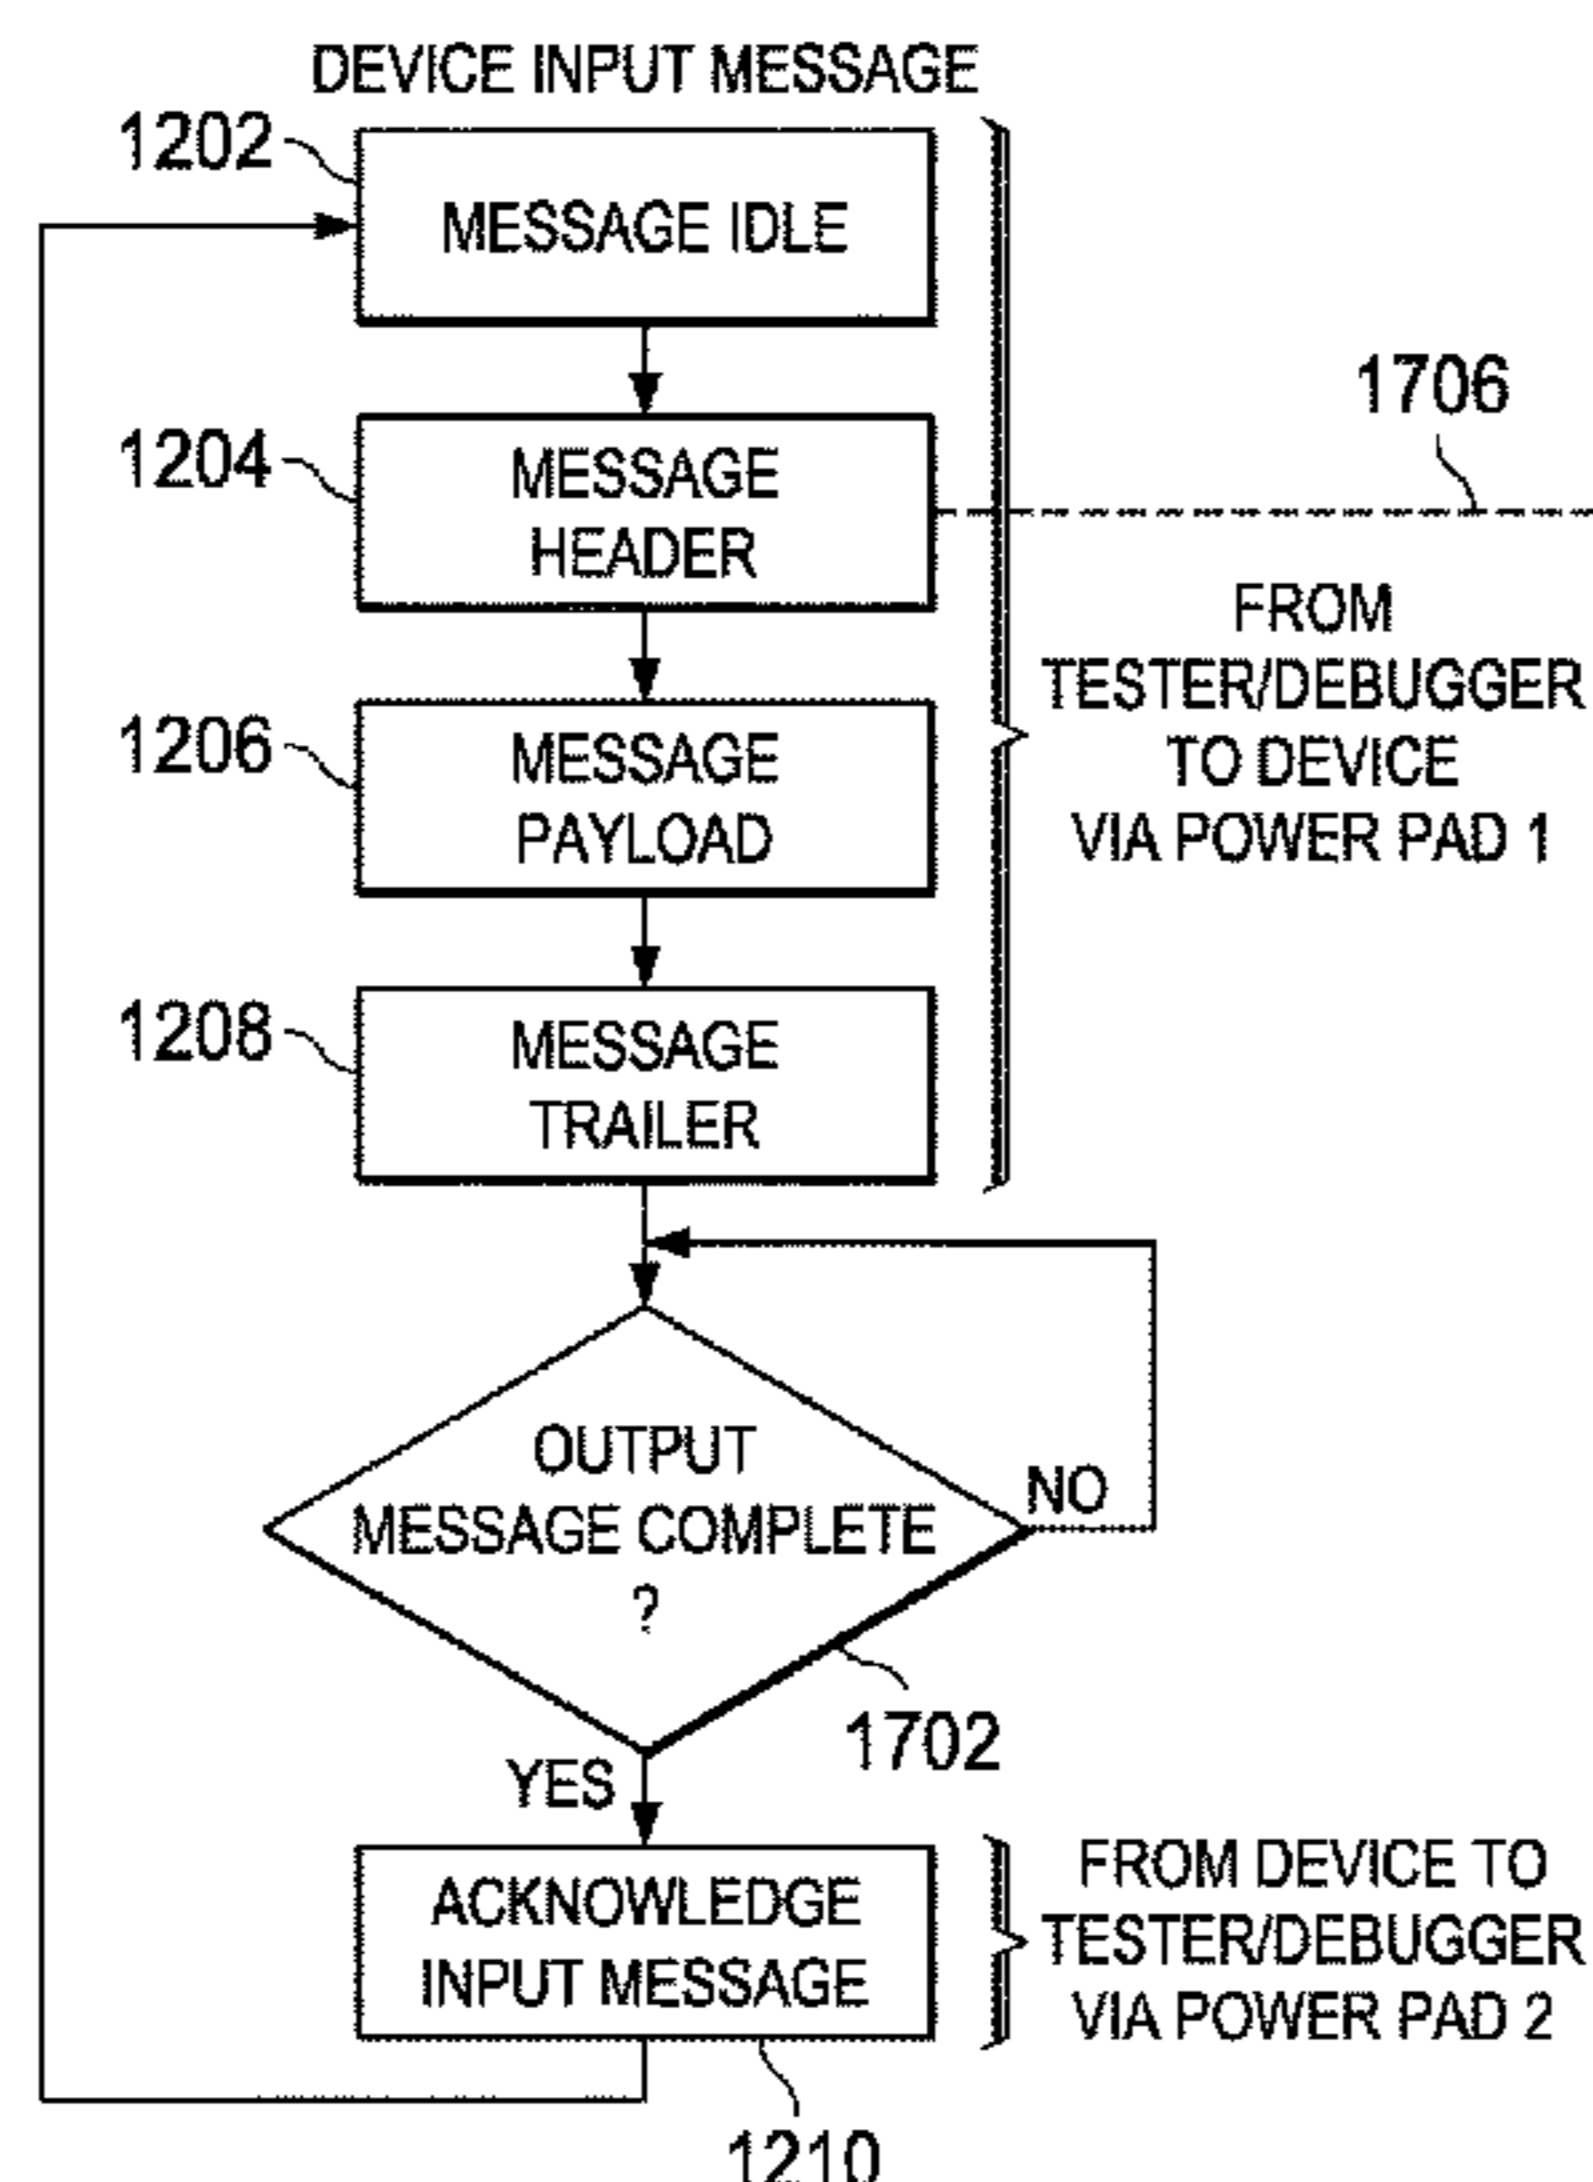 DEVICE INPUT MESSAGE
1202
MESSAGE IDLE
1706
1204
MESSAGE
HEADER
FROM
TESTER/DEBUGGER
TO DEVICE
VIA POWER PAD 1
1206
MESSAGE
PAYLOAD
1208
MESSAGE
TRAILER
OUTPUT
MESSAGE COMPLETE
?
NO
1702
YES
ACKNOWLEDGE
INPUT MESSAGE
FROM DEVICE TO
TESTER/DEBUGGER
VIA POWER PAD 2
1210